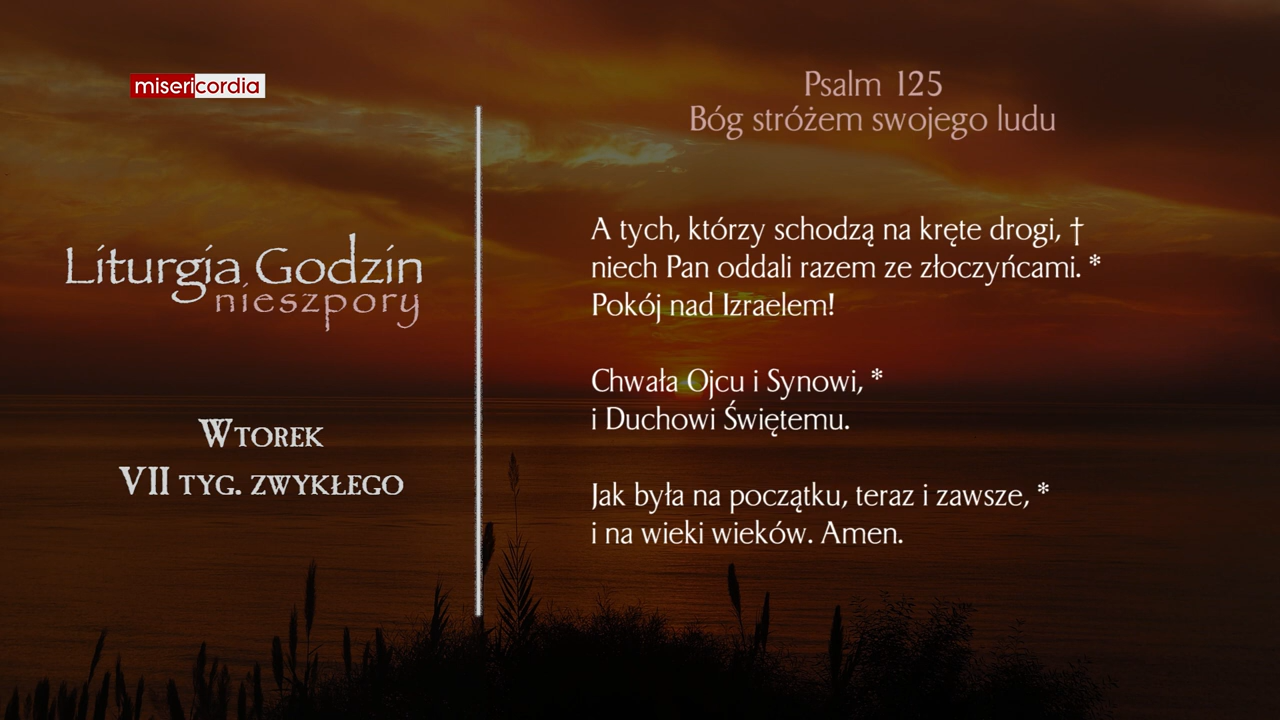 misericordia
Liturgia Godzin
nieszpory
Wtorek
VII tyg. zwykłego
Psalm 125
Bóg stróżem swojego ludu
A tych, którzy schodzą na kręte drogi, †
niech Pan oddali razem ze złoczyńcami. *
Pokój nad Izraelem!
Chwała Ojcu i Synowi, *
i Duchowi Świętemu.
Jak była na początku, teraz i zawsze, *
i na wieki wieków. Amen.